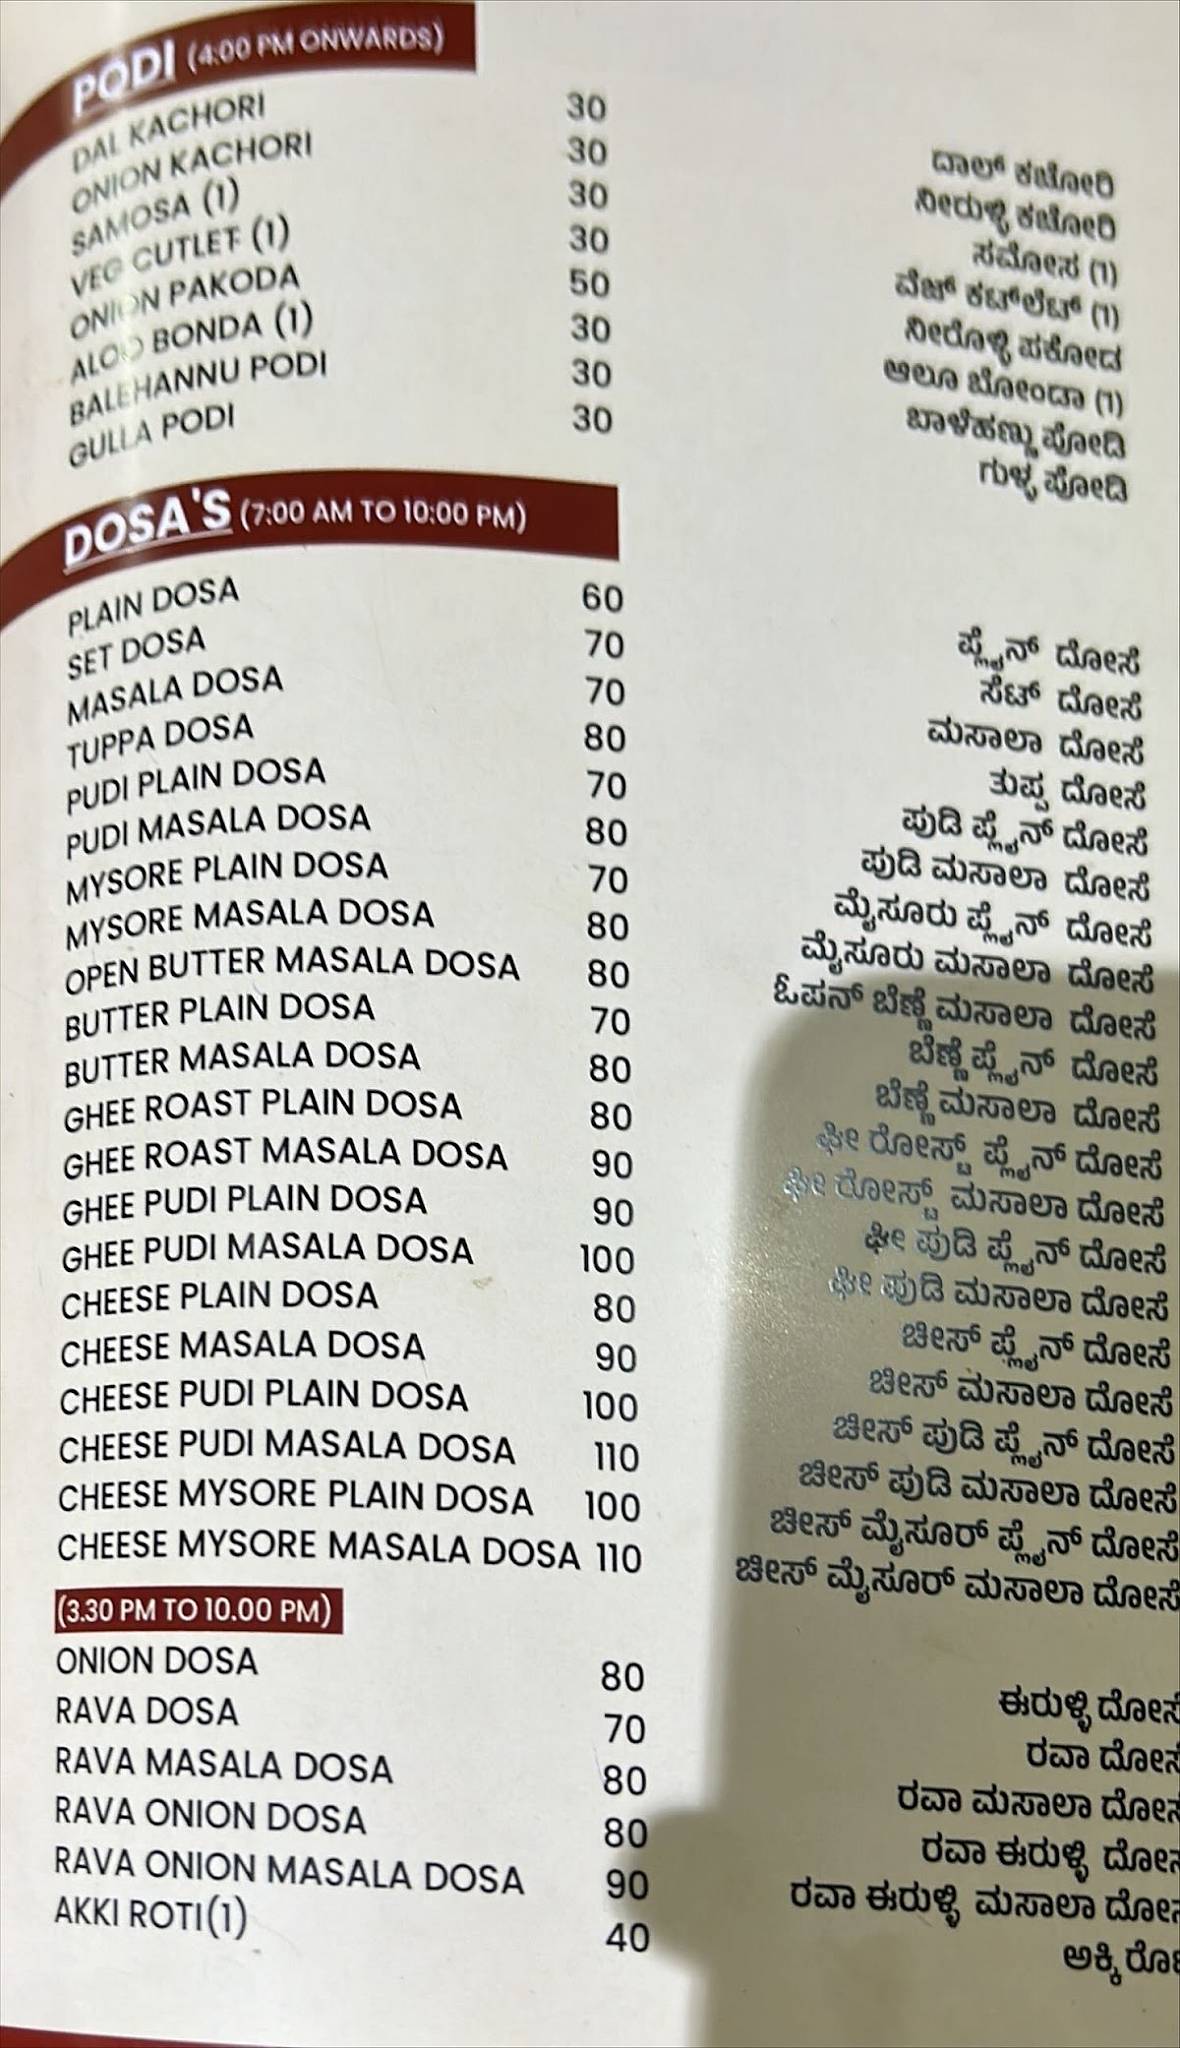 PODI (4:00 PM ONWARDS)
DAL KACHORI 30 ದಾಲ್ ಕಚೋರಿ
ONION KACHORI 30 ನೀರುಳ್ಳಿ ಕಚೋರಿ
SAMOSA (1) 30 ಸಮೋಸ (1)
VEG CUTLET (1) 30 ವೆಜ್ ಕಟ್‌ಲೆಟ್ (1)
ONION PAKODA 50 ನೀರೊಳ್ಳಿ ಪಕೋಡ
ALOO BONDA (1) 30 ಆಲೂ ಬೋಂಡಾ (1)
BALEHANNU PODI 30 ಬಾಳೆಹಣ್ಣು ಪೋಡಿ
GULLA PODI 30 ಗುಳ್ಳ ಪೋಡಿ
DOSA'S (7:00 AM TO 10:00 PM)
PLAIN DOSA 60 ಪ್ಲೈನ್ ದೋಸೆ
SET DOSA 70 ಸೆಟ್ ದೋಸೆ
MASALA DOSA 70 ಮಸಾಲಾ ದೋಸೆ
TUPPA DOSA 80 ತುಪ್ಪ ದೋಸೆ
PUDI PLAIN DOSA 70 ಪುಡಿ ಪ್ಲೈನ್ ದೋಸೆ
PUDI MASALA DOSA 80 ಪುಡಿ ಮಸಾಲಾ ದೋಸೆ
MYSORE PLAIN DOSA 70 ಮೈಸೂರು ಪ್ಲೈನ್ ದೋಸೆ
MYSORE MASALA DOSA 80 ಮೈಸೂರು ಮಸಾಲಾ ದೋಸೆ
OPEN BUTTER MASALA DOSA 80 ಓಪನ್ ಬೆಣ್ಣೆ ಮಸಾಲಾ ದೋಸೆ
BUTTER PLAIN DOSA 70 ಬೆಣ್ಣೆ ಪ್ಲೈನ್ ದೋಸೆ
BUTTER MASALA DOSA 80 ಬೆಣ್ಣೆ ಮಸಾಲಾ ದೋಸೆ
GHEE ROAST PLAIN DOSA 80 ಘೀ ರೋಸ್ಟ್ ಪ್ಲೈನ್ ದೋಸೆ
GHEE ROAST MASALA DOSA 90 ಘೀ ರೋಸ್ಟ್ ಮಸಾಲಾ ದೋಸೆ
GHEE PUDI PLAIN DOSA 90 ಘೀ ಪುಡಿ ಪ್ಲೈನ್ ದೋಸೆ
GHEE PUDI MASALA DOSA 100 ಘೀ ಪುಡಿ ಮಸಾಲಾ ದೋಸೆ
CHEESE PLAIN DOSA 80 ಚೀಸ್ ಪ್ಲೈನ್ ದೋಸೆ
CHEESE MASALA DOSA 90 ಚೀಸ್ ಮಸಾಲಾ ದೋಸೆ
CHEESE PUDI PLAIN DOSA 100 ಚೀಸ್ ಪುಡಿ ಪ್ಲೈನ್ ದೋಸೆ
CHEESE PUDI MASALA DOSA 110 ಚೀಸ್ ಪುಡಿ ಮಸಾಲಾ ದೋಸೆ
CHEESE MYSORE PLAIN DOSA 100 ಚೀಸ್ ಮೈಸೂರ್ ಪ್ಲೈನ್ ದೋಸೆ
CHEESE MYSORE MASALA DOSA 110 ಚೀಸ್ ಮೈಸೂರ್ ಮಸಾಲಾ ದೋಸೆ
(3.30 PM TO 10.00 PM)
ONION DOSA 80 ಈರುಳ್ಳಿ ದೋಸೆ
RAVA DOSA 70 ರವಾ ದೋಸೆ
RAVA MASALA DOSA 80 ರವಾ ಮಸಾಲಾ
RAVA ONION DOSA 80 ರವಾ ಈರುಳ್ಳಿ
RAVA ONION MASALA DOSA 90 ರವಾ ಈರುಳ್ಳಿ ಮಸಾಲಾ
AKKI ROTI(1) 40 ಅಕ್ಕಿ